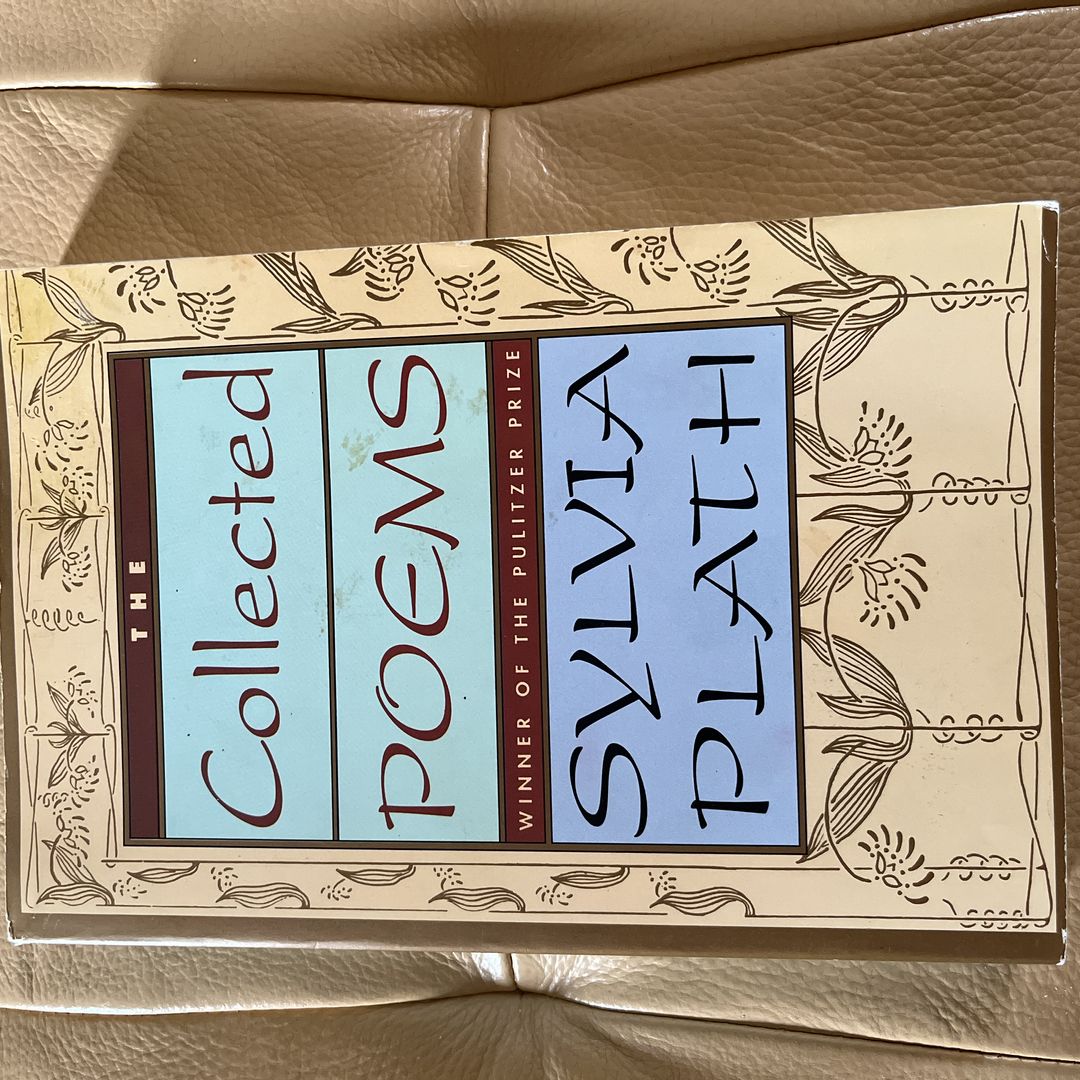 THE
Collected
POEMS
WINNER OF THE PULITZER PRIZE
SYLVIA
PLATH